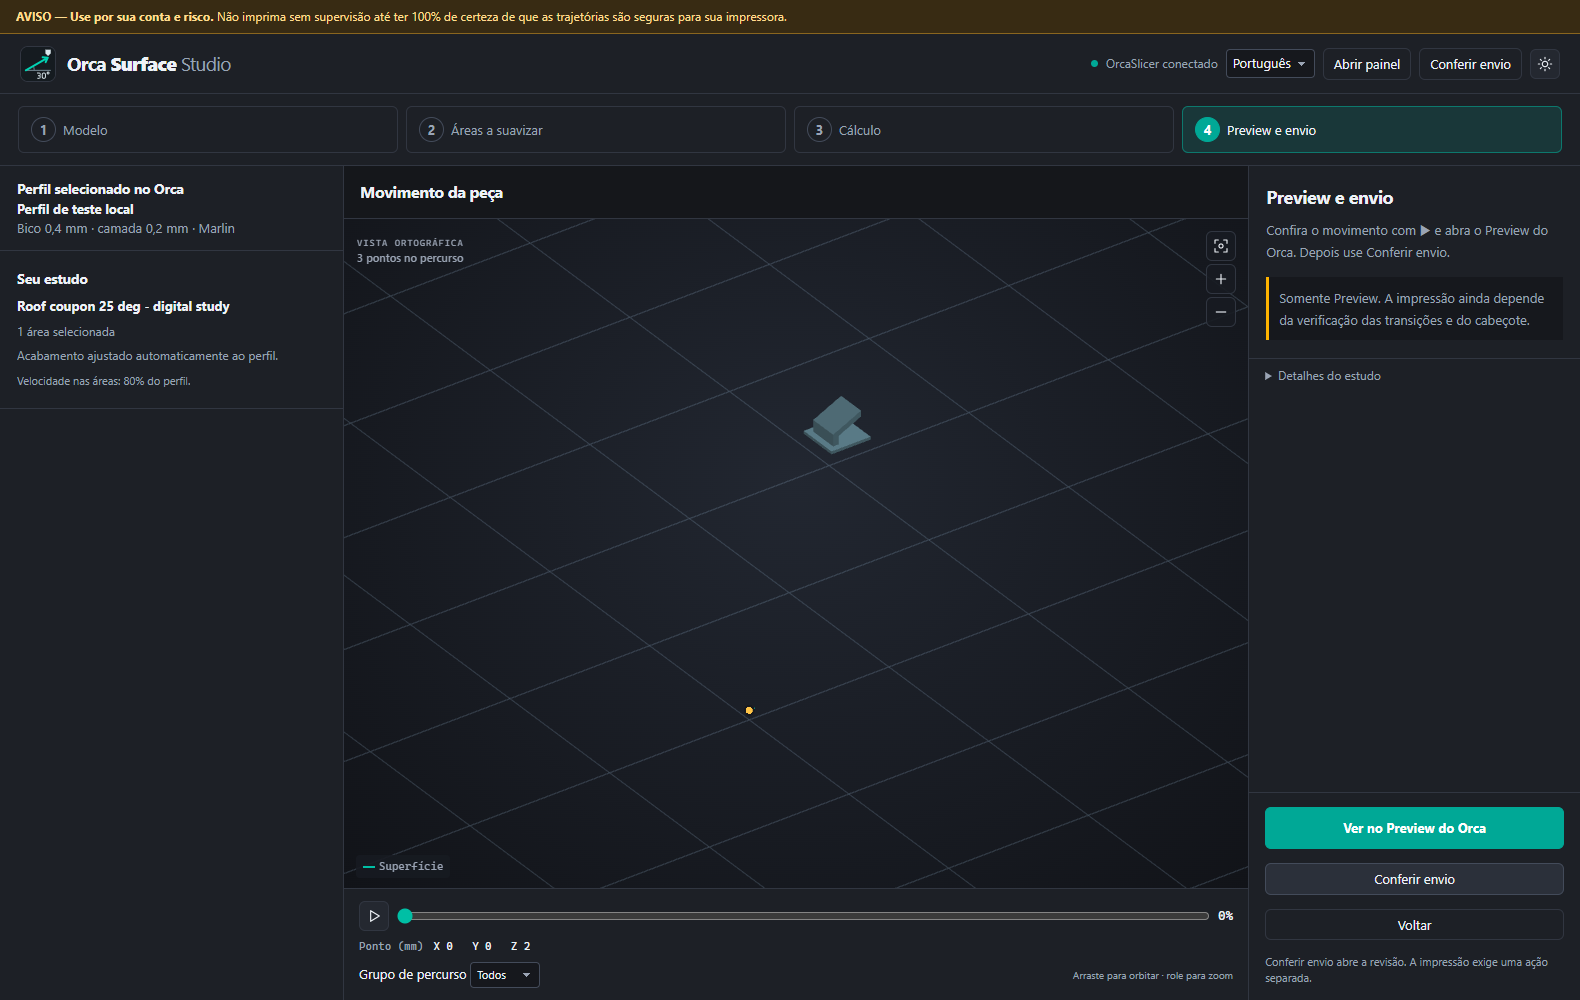 AVISO — Use por sua conta e risco. Não imprima sem supervisão até ter 100% de certeza de que as trajetórias são seguras para sua impressora.
30°
Orca Surface Studio
OrcaSlicer conectado
Português
Abrir painel
Conferir envio
1 Modelo
2 Áreas a suavizar
3 Cálculo
4 Preview e envio
Perfil selecionado no Orca
Perfil de teste local
Bico 0,4 mm · camada 0,2 mm · Marlin
Seu estudo
Roof coupon 25 deg - digital study
1 área selecionada
Acabamento ajustado automaticamente ao perfil.
Velocidade nas áreas: 80% do perfil.
Movimento da peça
VISTA ORTOGRÁFICA
3 pontos no percurso
Superfície
0%
Ponto (mm) X 0 Y 0 Z 2
Grupo de percurso Todos
Arraste para orbitar · role para zoom
Preview e envio
Confira o movimento com ▶ e abra o Preview do
Orca. Depois use Conferir envio.
Somente Preview. A impressão ainda depende
da verificação das transições e do cabeçote.
▶ Detalhes do estudo
Ver no Preview do Orca
Conferir envio
Voltar
Conferir envio abre a revisão. A impressão exige uma ação
separada.